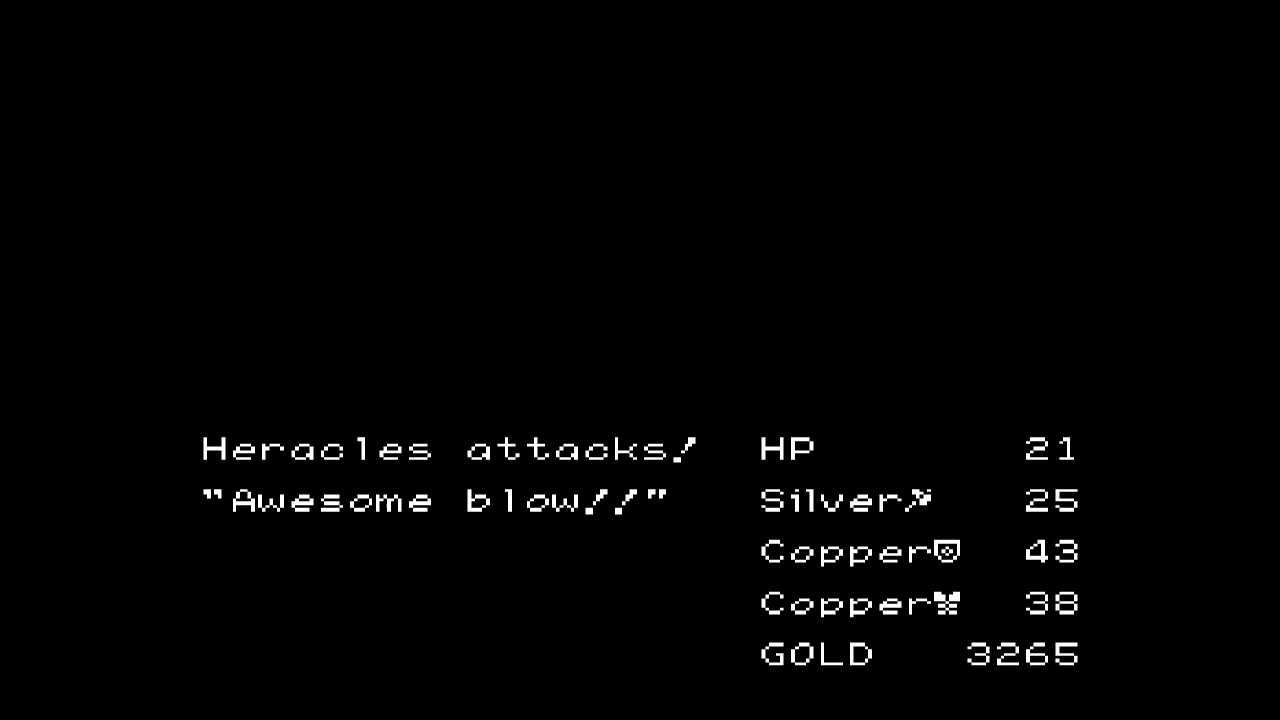 Heracles attacks!
"Awesome blow!!"
HP 21
Silver 25
Copper 43
Copper 38
GOLD 3265